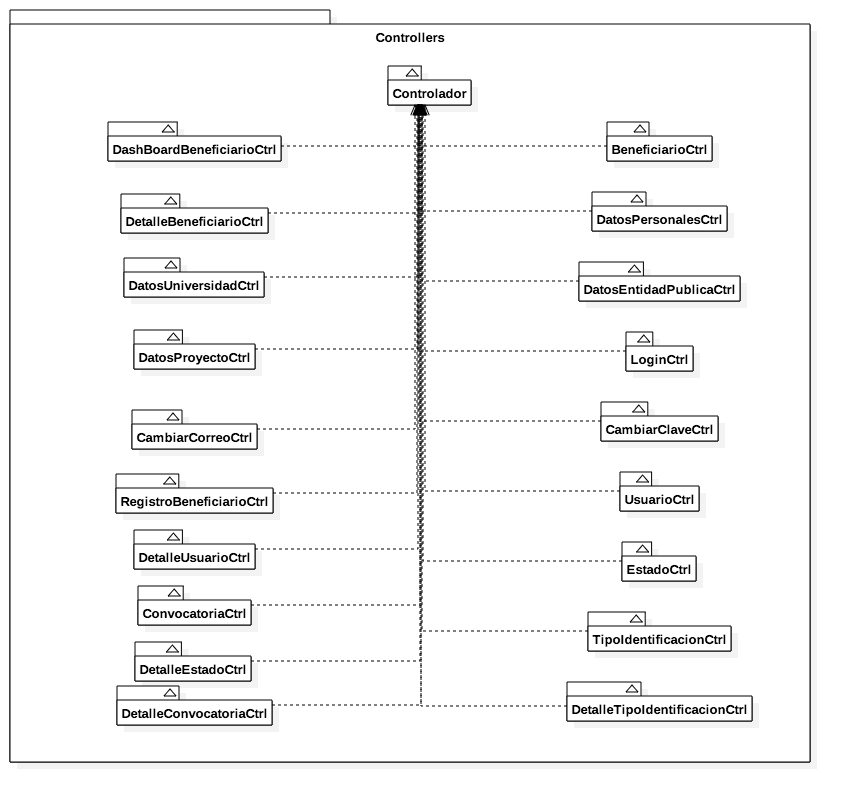 Controllers
Controlador
DashBoardBeneficiarioCtrl
BeneficiarioCtrl
DetalleBeneficiarioCtrl
DatosPersonalesCtrl
DatosUniversidadCtrl
DatosEntidadPublicaCtrl
DatosProyectoCtrl
LoginCtrl
CambiarCorreoCtrl
CambiarClaveCtrl
RegistroBeneficiarioCtrl
UsuarioCtrl
DetalleUsuarioCtrl
EstadoCtrl
ConvocatoriaCtrl
TipoIdentificacionCtrl
DetalleEstadoCtrl
DetalleConvocatoriaCtrl
DetalleTipoIdentificacionCtrl